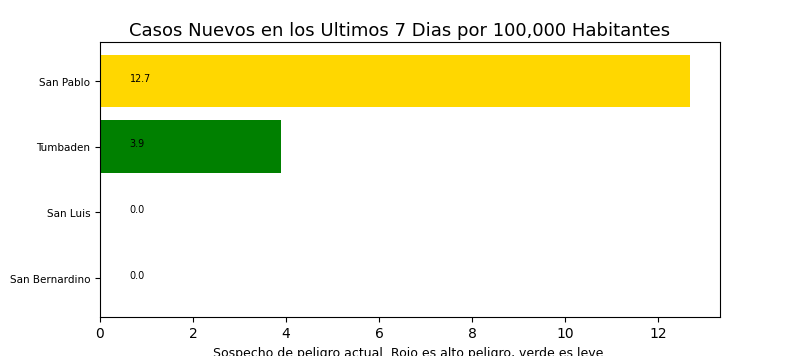 Casos Nuevos en los Ultimos 7 Dias por 100,000 Habitantes
San Pablo
12.7
Tumbaden
3.9
San Luis
0.0
San Bernardino
0.0
0 2 4 6 8 10 12
Sospecho de peligro actual. Rojo es alto peligro, verde es leve